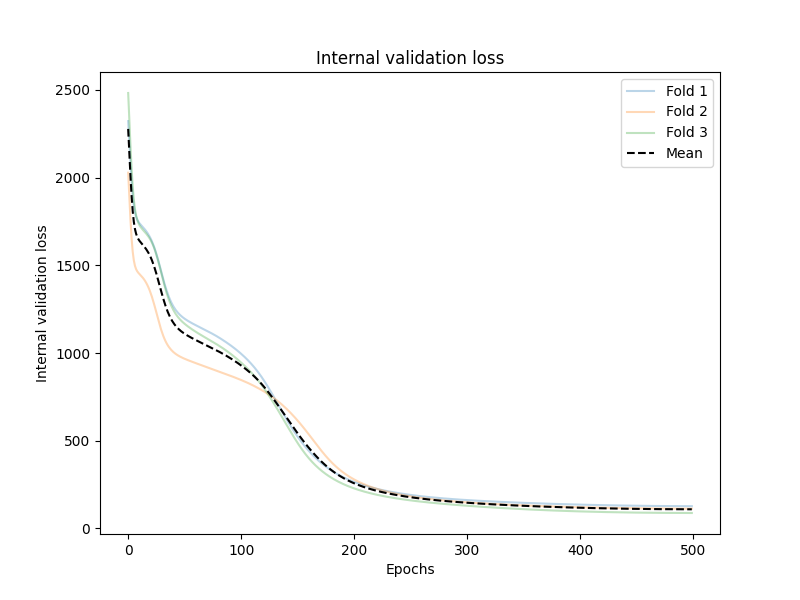 Internal validation loss
Internal validation loss
2500
2000
1500
1000
500
0
0 100 200 300 400 500
Epochs
Fold 1
Fold 2
Fold 3
Mean